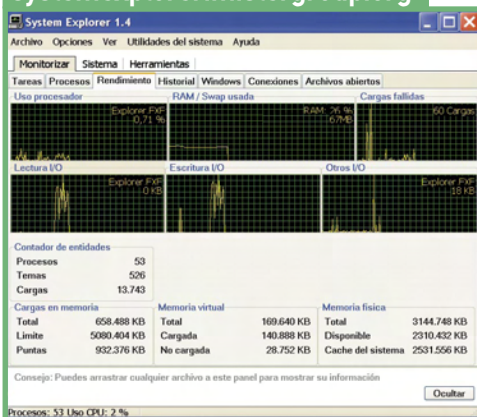 System Explorer 1.4
Archivo Opciones Ver Utilidades del sistema Ayuda
Monitorizar Sistema Herramientas
Tareas Procesos Rendimiento Historial Windows Conexiones Archivos abiertos
Uso procesador RAM / Swap usada Cargas fallidas
Explorer FXF RAM: 26 % 60 Cargas
0,71 67MB
%
Lectura I/O Escritura I/O Otros I/O
Explorer FXF Explorer FXF
0 KB 18 KB
Contador de entidades
Procesos 53
Temas 526
Cargas 13.743
Cargas en memoria Memoria virtual Memoria física
Total 658.488 KB Total 169.640 KB Total 3144.748 KB
Limite 5080.404 KB Cargada 140.888 KB Disponible 2310.432 KB
Puntas 932.376 KB No cargada 28.752 KB Cache del sistema 2531.556 KB
Consejo: Puedes arrastrar cualquier archivo a este panel para mostrar su información
Ocultar
Procesos: 53 Uso CPU: 2 %